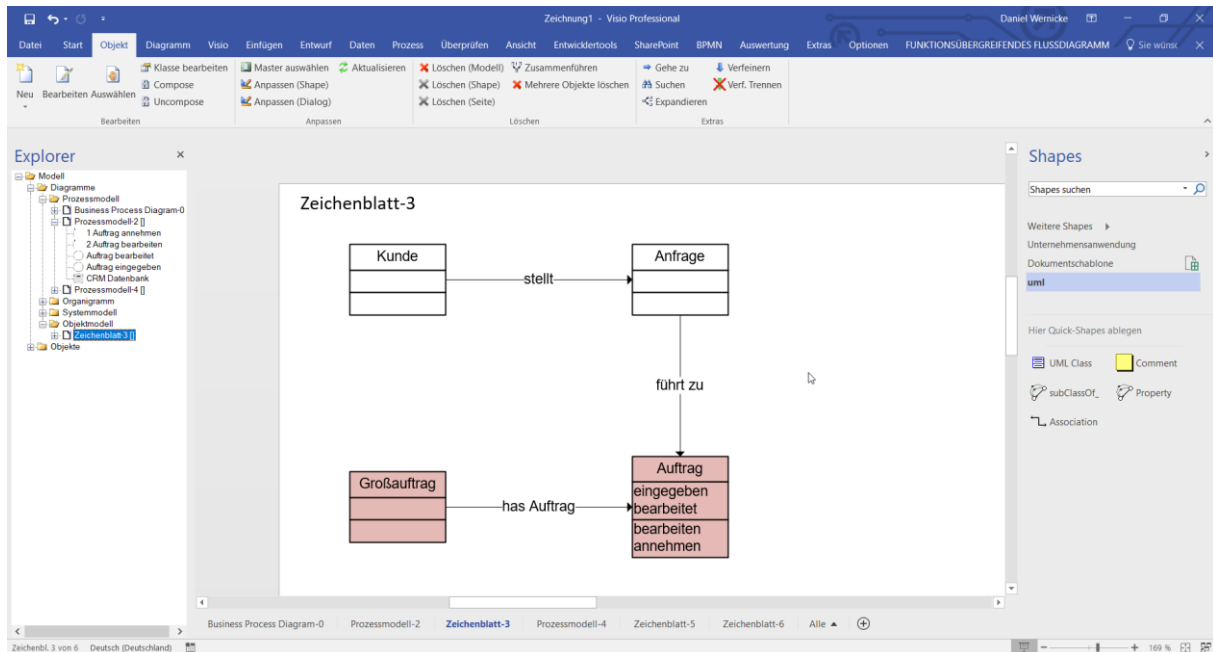 Zeichnung1 - Visio Professional
Daniel Wernicke
Datei Start Objekt Diagramm Visio Einfügen Entwurf Daten Prozess Überprüfen Ansicht Entwicklertools SharePoint BPMN Auswertung Extras Optionen FUNKTIONSÜBERGREIFENDES FLUSSDIAGRAMM Sie wünsc
Neu
Bearbeiten
Auswählen
Klasse bearbeiten
Compose
Uncompose
Bearbeiten
Master auswählen
Aktualisieren
Anpassen (Shape)
Anpassen (Dialog)
Anpassen
Löschen (Modell)
Zusammenführen
Löschen (Shape)
Mehrere Objekte löschen
Löschen (Seite)
Löschen
Gehe zu
Verfeinern
Suchen
Verf. Trennen
Expandieren
Extras
Explorer
Modell
Diagramme
Prozessmodell
Business Process Diagram-0
Prozessmodell-2 []
1 Auftrag annehmen
2 Auftrag bearbeiten
Auftrag bearbeitet
Auftrag eingegeben
CRM Datenbank
Prozessmodell-4 []
Organigramm
Systemmodell
Objektmodell
Zeichenblatt-3 []
Objekte
Zeichenblatt-3
Kunde
stellt
Anfrage
führt zu
Großauftrag
has Auftrag
Auftrag
eingegeben
bearbeitet
bearbeiten
annehmen
Shapes
Shapes suchen
Weitere Shapes
Unternehmensanwendung
Dokumentschablone
uml
Hier Quick-Shapes ablegen
UML Class
Comment
subClassOf_
Property
Association
Business Process Diagram-0 Prozessmodell-2 Zeichenblatt-3 Prozessmodell-4 Zeichenblatt-5 Zeichenblatt-6 Alle
Zeichenbl. 3 von 6 Deutsch (Deutschland)
169 %